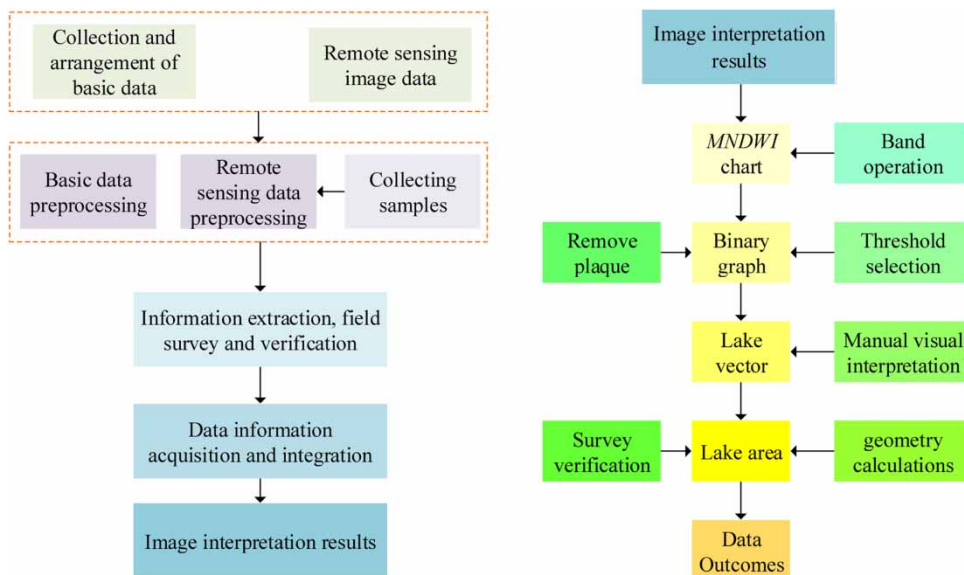 Collection and
arrangement of
basic data
Remote sensing
image data
Basic data
preprocessing
Remote
sensing data
preprocessing
Collecting
samples
Information extraction, field
survey and verification
Data information
acquisition and integration
Image interpretation results
Image interpretation
results
MNDWI
chart
Band
operation
Remove
plaque
Binary
graph
Threshold
selection
Lake
vector
Manual visual
interpretation
Survey
verification
Lake area
geometry
calculations
Data
Outcomes